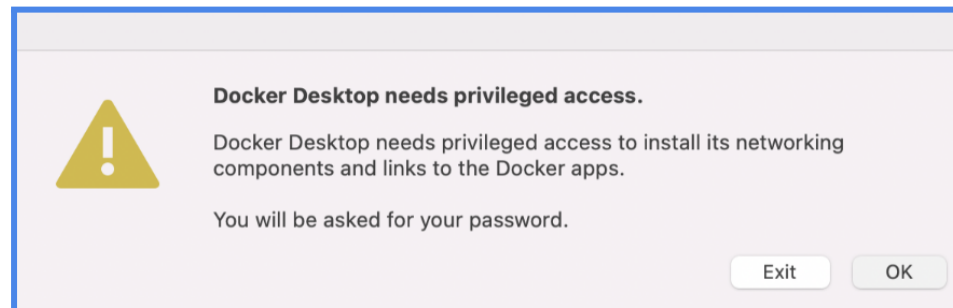 Docker Desktop needs privileged access.
Docker Desktop needs privileged access to install its networking
components and links to the Docker apps.
You will be asked for your password.
Exit
OK